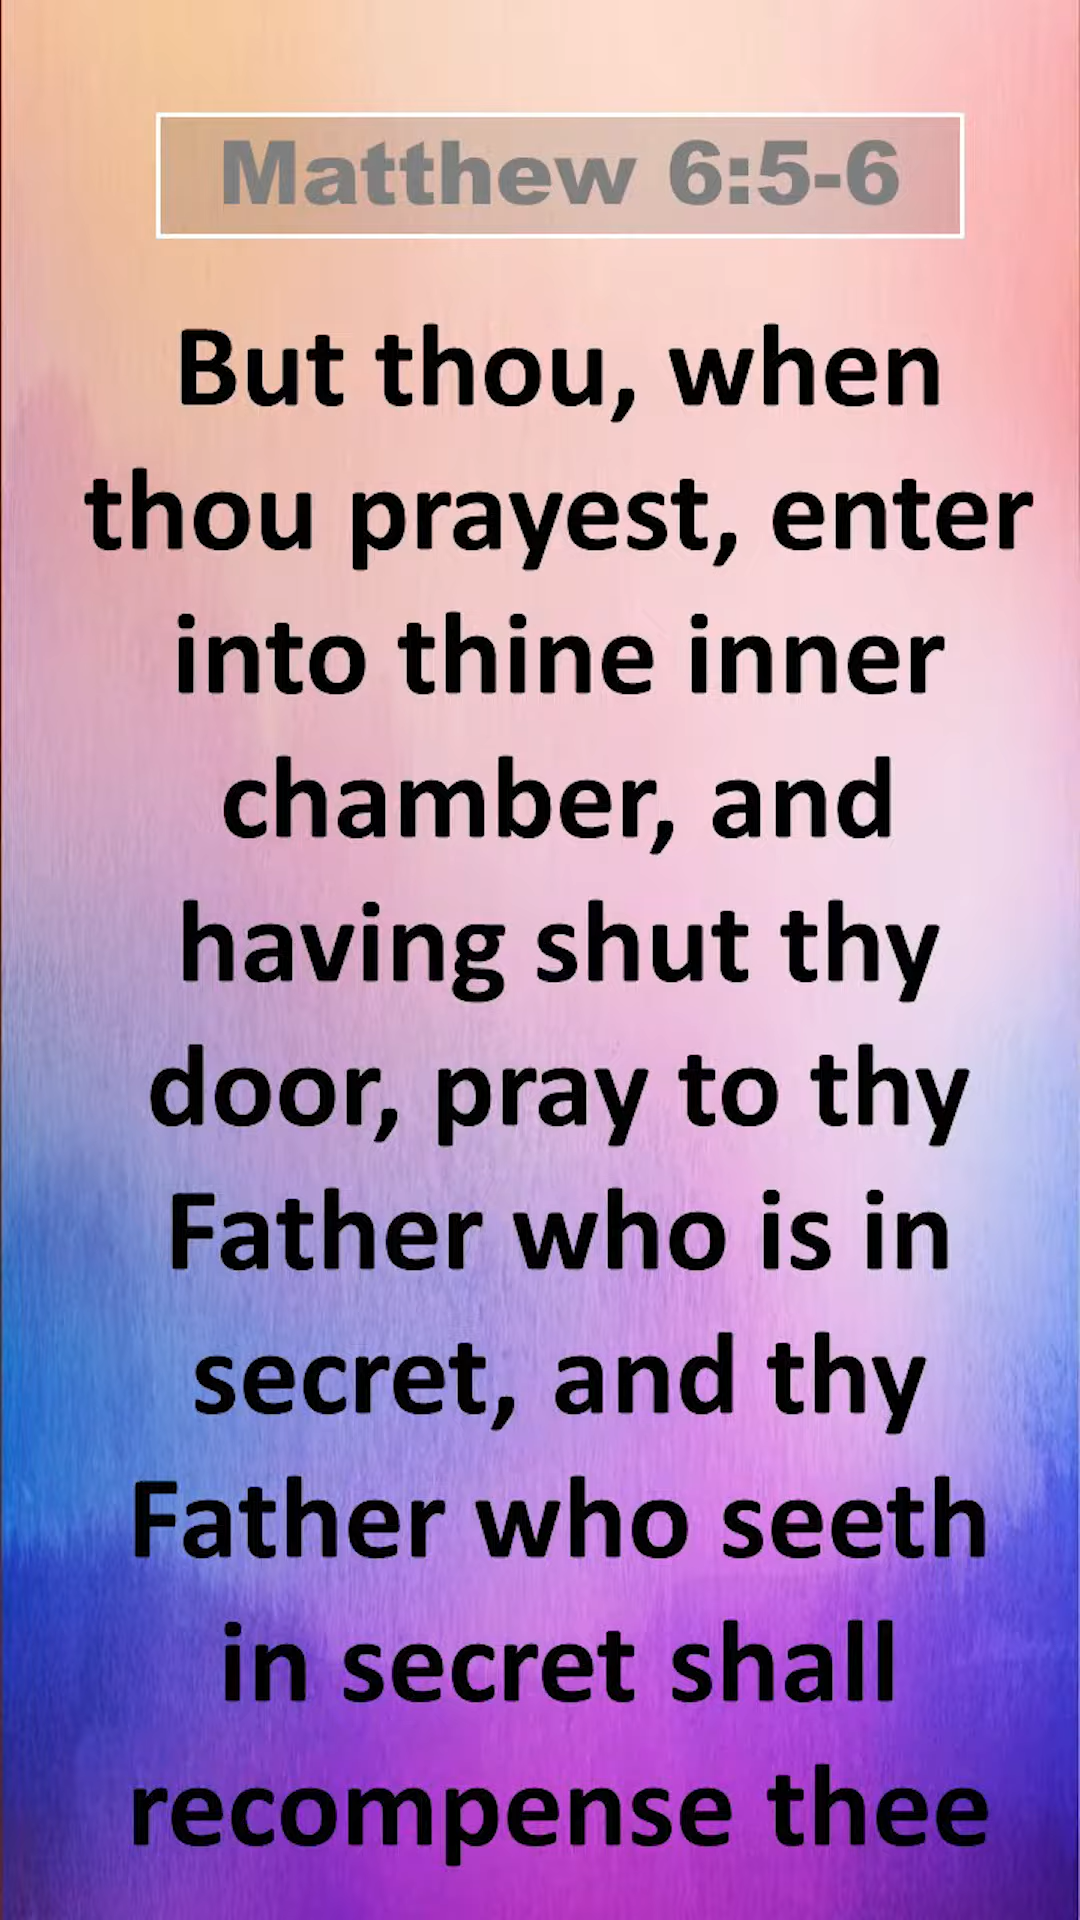 Matthew 6:5-6
But thou, when
thou prayest, enter
into thine inner
chamber, and
having shut thy
door, pray to thy
Father who is in
secret, and thy
Father who seeth
in secret shall
recompense thee